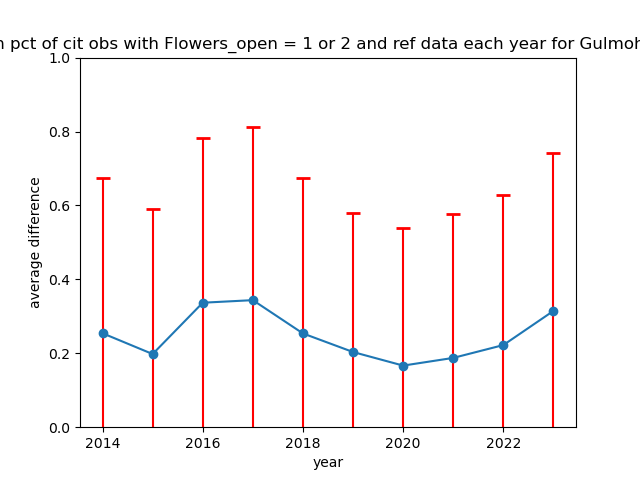 pct of cit obs with Flowers_open = 1 or 2 and ref data each year for
1.0
0.8
0.6
0.4
0.2
0.0
average difference
2014 2016 2018 2020 2022
year